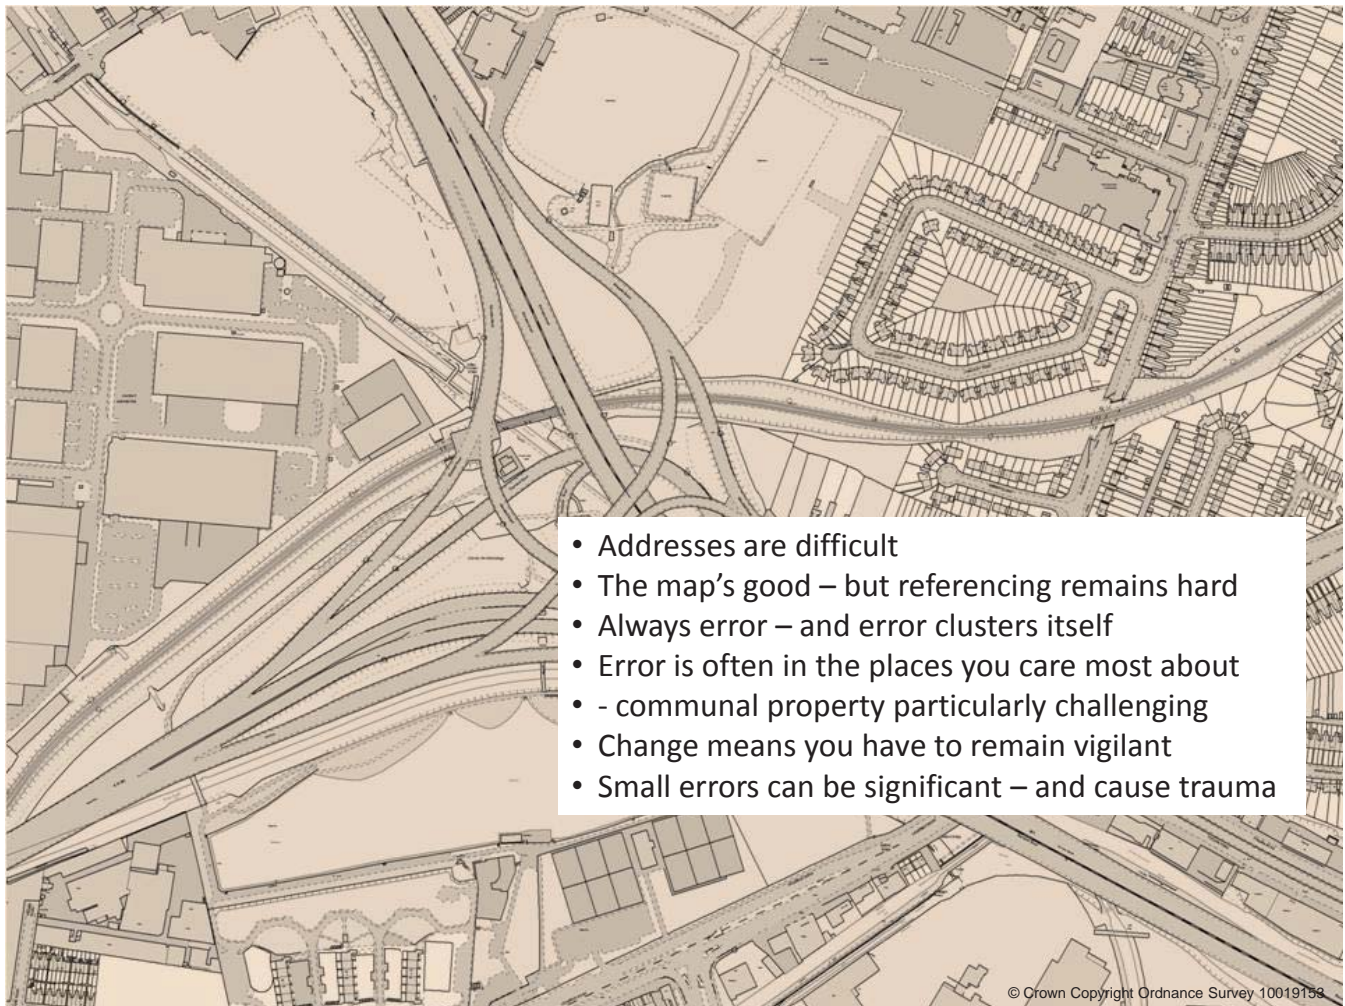 • Addresses are difficult
• The map’s good – but referencing remains hard
• Always error – and error clusters itself
• Error is often in the places you care most about
• - communal property particularly challenging
• Change means you have to remain vigilant
• Small errors can be significant – and cause trauma
© Crown Copyright Ordnance Survey 10019153